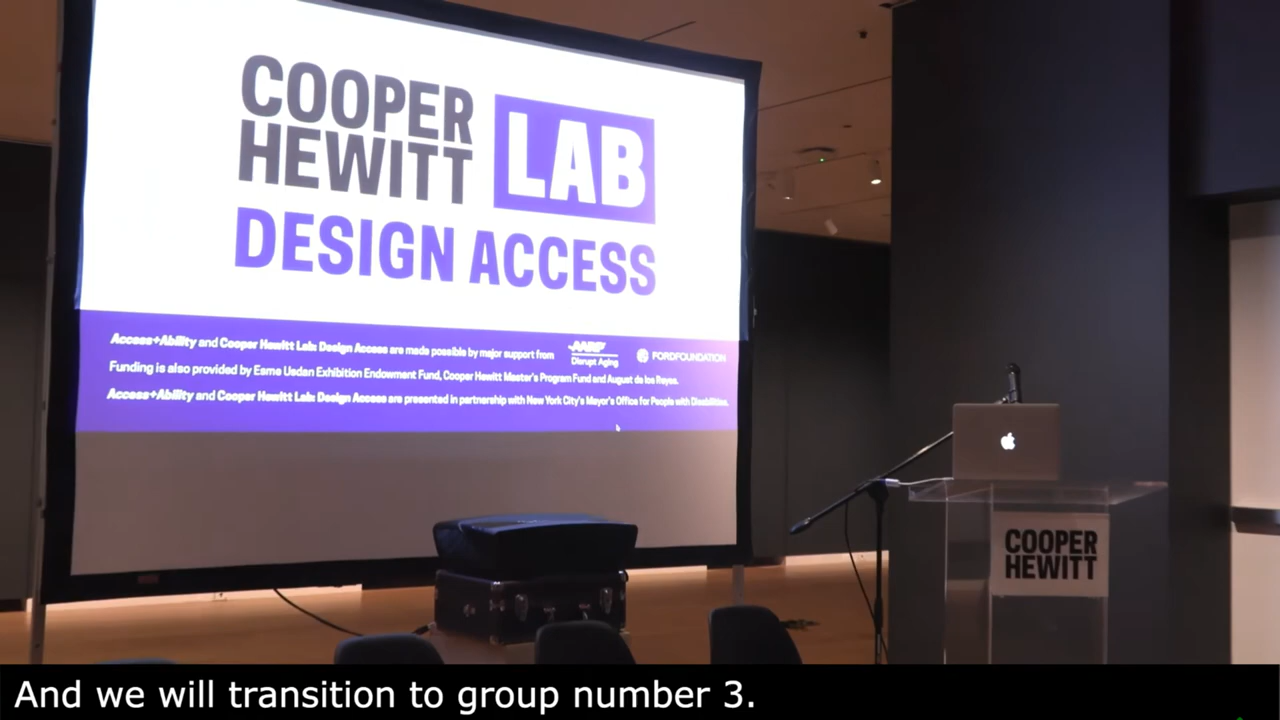 COOPER
HEWITT
LAB
DESIGN ACCESS
Access+Ability and Cooper Hewitt Lab: Design Access are made possible by major support from
AARP
Disrupt Aging
FORDFOUNDATION
Funding is also provided by Esme Usdan Exhibition Endowment Fund, Cooper Hewitt Master's Program Fund and August de los Reyes.
Access+Ability and Cooper Hewitt Lab: Design Access are presented in partnership with New York City's Mayor's Office for People with Disabilities.
COOPER
HEWITT
And we will transition to group number 3.